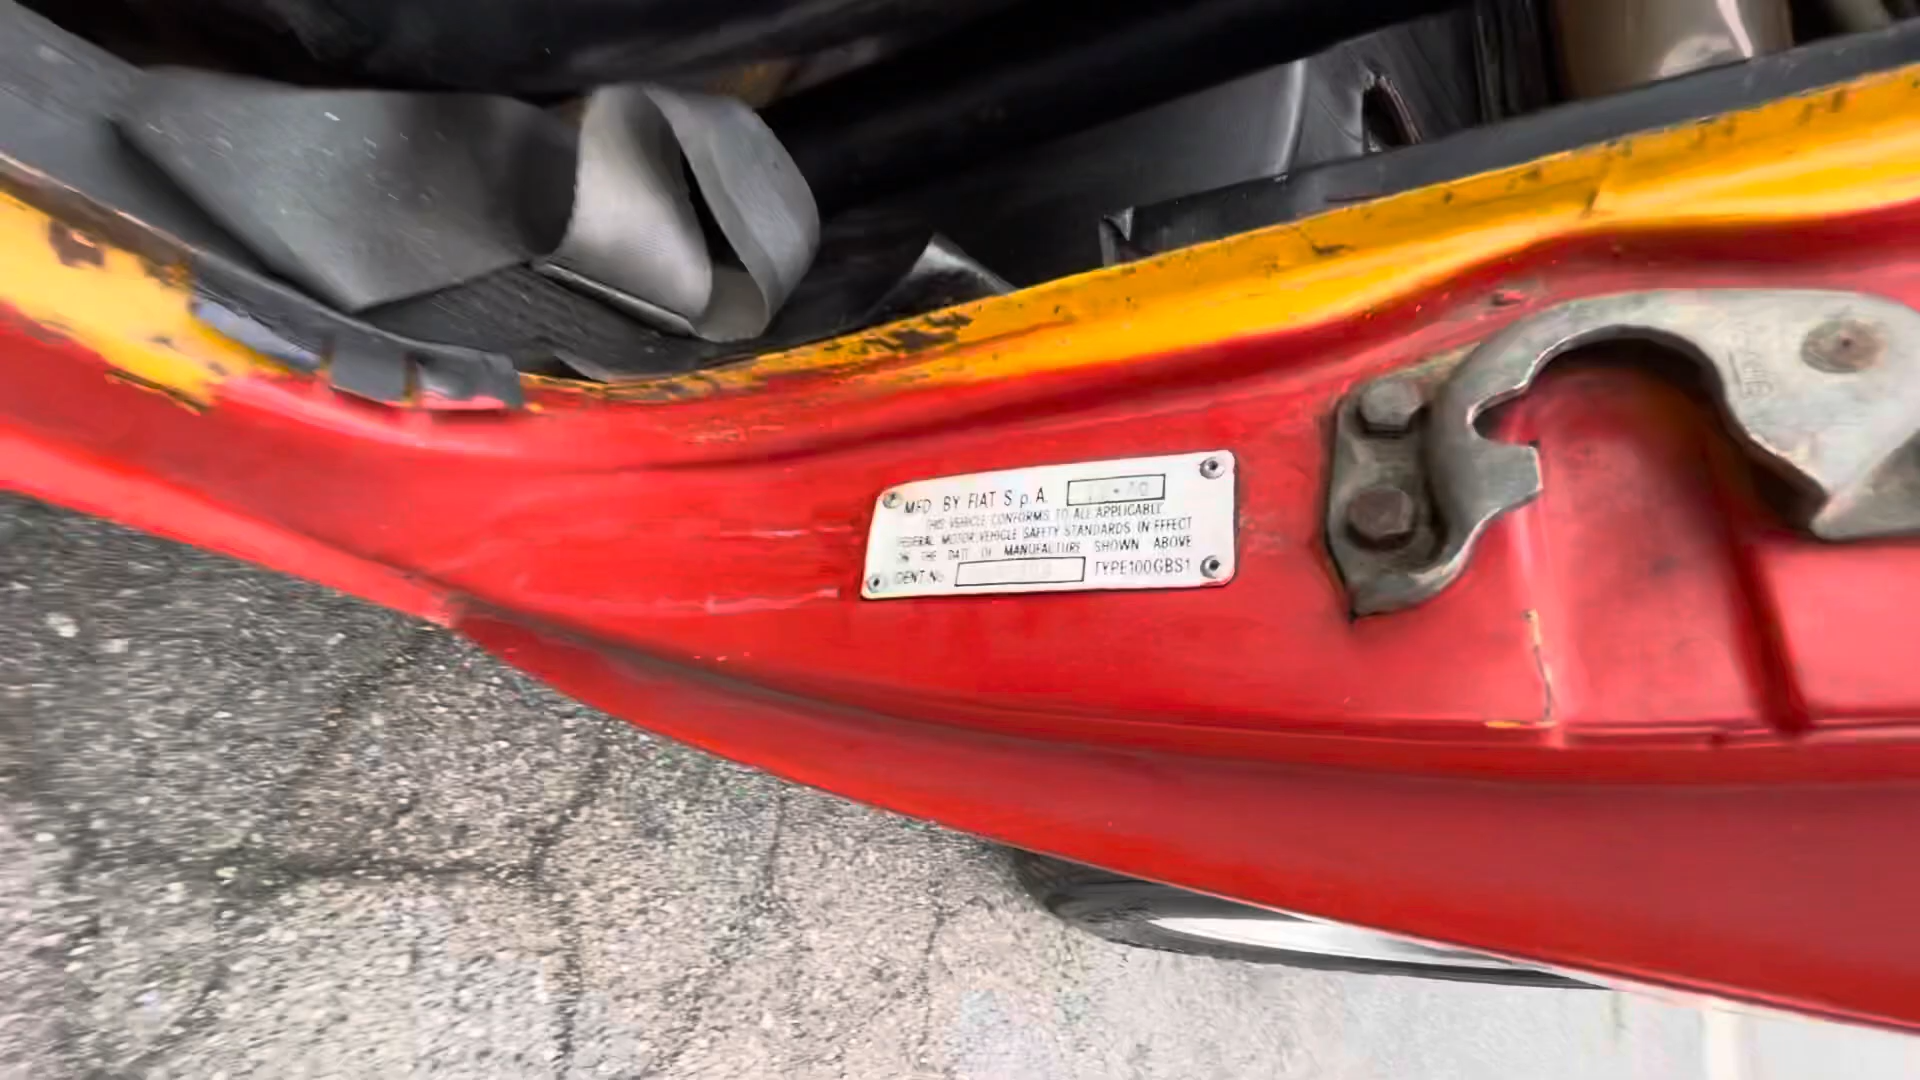 MFD BY FIAT S.p.A.
THIS VEHICLE CONFORMS TO ALL APPLICABLE
FEDERAL MOTOR VEHICLE SAFETY STANDARDS IN EFFECT
ON THE DATE OF MANUFACTURE SHOWN ABOVE
IDENT. No. TYPE100GBS1